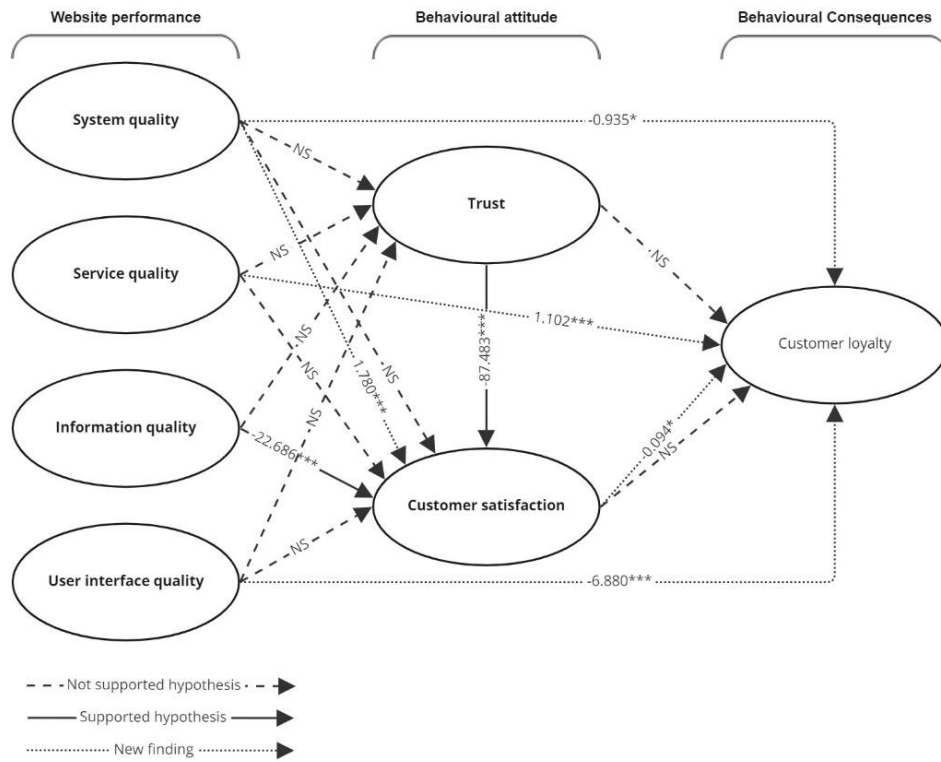 Website performance
Behavioural attitude
Behavioural Consequences
System quality
-0.935*
NS
Trust
NS
Service quality
NS
1.102***
Customer loyalty
NS
NS
1.780***
NS
-87.483***
NS
Information quality
-22.686***
-0.094*
NS
Customer satisfaction
NS
User interface quality
-6.880***
Not supported hypothesis
Supported hypothesis
New finding